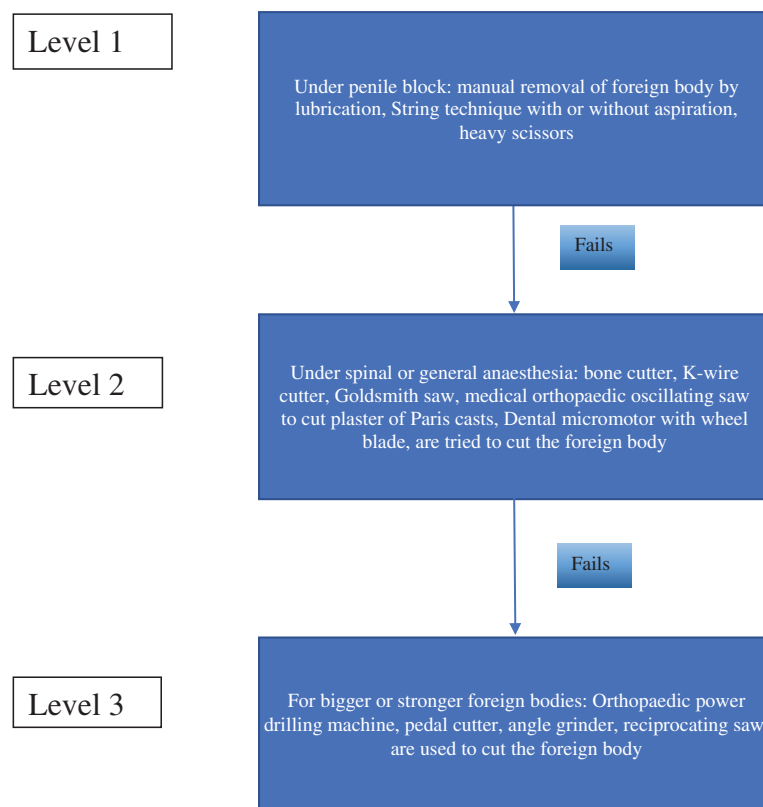 Level 1
Under penile block: manual removal of foreign body by
lubrication, String technique with or without aspiration,
heavy scissors
Fails
Level 2
Under spinal or general anaesthesia: bone cutter, K-wire
cutter, Goldsmith saw, medical orthopaedic oscillating saw
to cut plaster of Paris casts, Dental micromotor with wheel
blade, are tried to cut the foreign body
Fails
Level 3
For bigger or stronger foreign bodies: Orthopaedic power
drilling machine, pedal cutter, angle grinder, reciprocating saw
are used to cut the foreign body